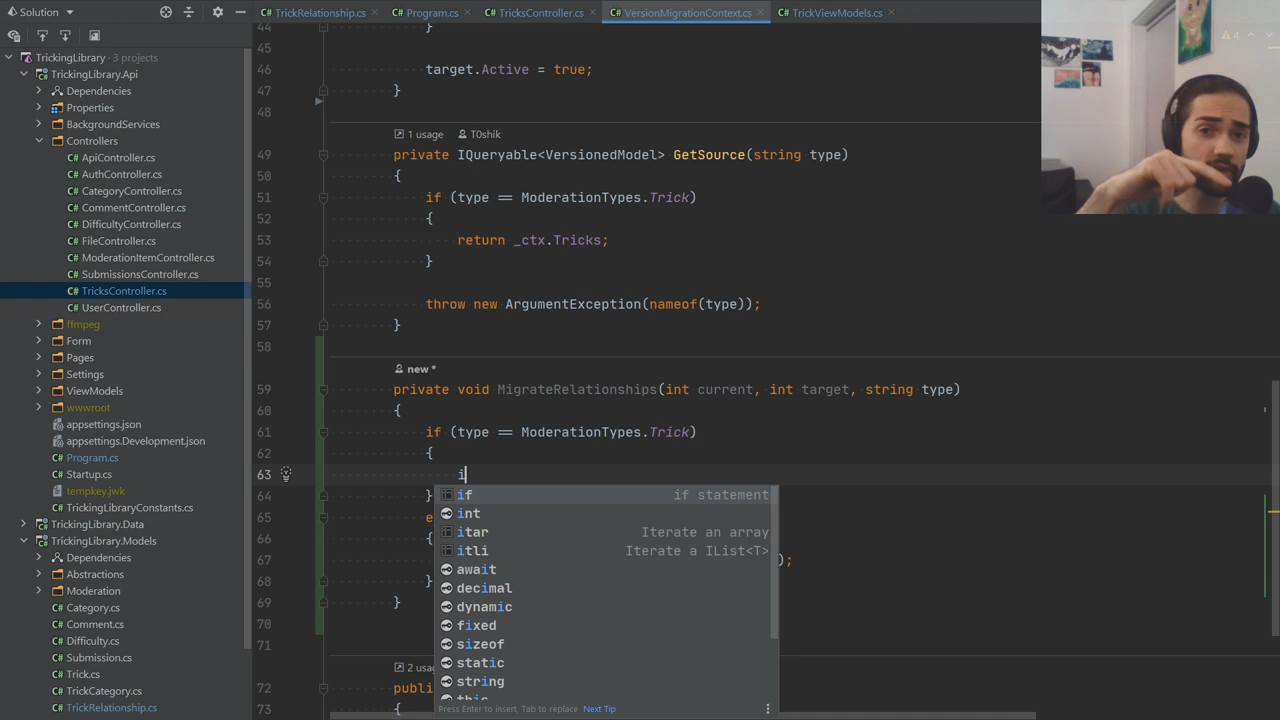 Solution
TrickRelationship.cs
Program.cs
TricksController.cs
VersionMigrationContext.cs
TrickViewModels.cs
TrickingLibrary · 3 projects
TrickingLibrary.Api
Dependencies
Properties
BackgroundServices
Controllers
C# ApiController.cs
C# AuthController.cs
C# CategoryController.cs
C# CommentController.cs
C# DifficultyController.cs
C# FileController.cs
C# ModerationItemController.cs
C# SubmissionsController.cs
C# TricksController.cs
C# UserController.cs
ffmpeg
Form
Pages
Settings
ViewModels
wwwroot
appsettings.json
appsettings.Development.json
C# Program.cs
C# Startup.cs
tempkey.jwk
C# TrickingLibraryConstants.cs
TrickingLibrary.Data
TrickingLibrary.Models
Dependencies
Abstractions
Moderation
C# Category.cs
C# Comment.cs
C# Difficulty.cs
C# Submission.cs
C# Trick.cs
C# TrickCategory.cs
C# TrickRelationship.cs
4
44 }
45
46 target.Active = true;
47 }
48
1 usage T0shik
49 private IQueryable<VersionedModel> GetSource(string type)
50 {
51 if (type == ModerationTypes.Trick)
52 {
53 return _ctx.Tricks;
54 }
55
56 throw new ArgumentException(nameof(type));
57 }
58
new *
59 private void MigrateRelationships(int current, int target, string type)
60 {
61 if (type == ModerationTypes.Trick)
62 {
63 i
64 }
65 e
66 {
67 );
68 }
69 }
70
71
2 usag
72 publi
73 {
if if statement
int
itar Iterate an array
itli Iterate a IList<T>
await
decimal
dynamic
fixed
sizeof
static
string
this
Press Enter to insert, Tab to replace Next Tip